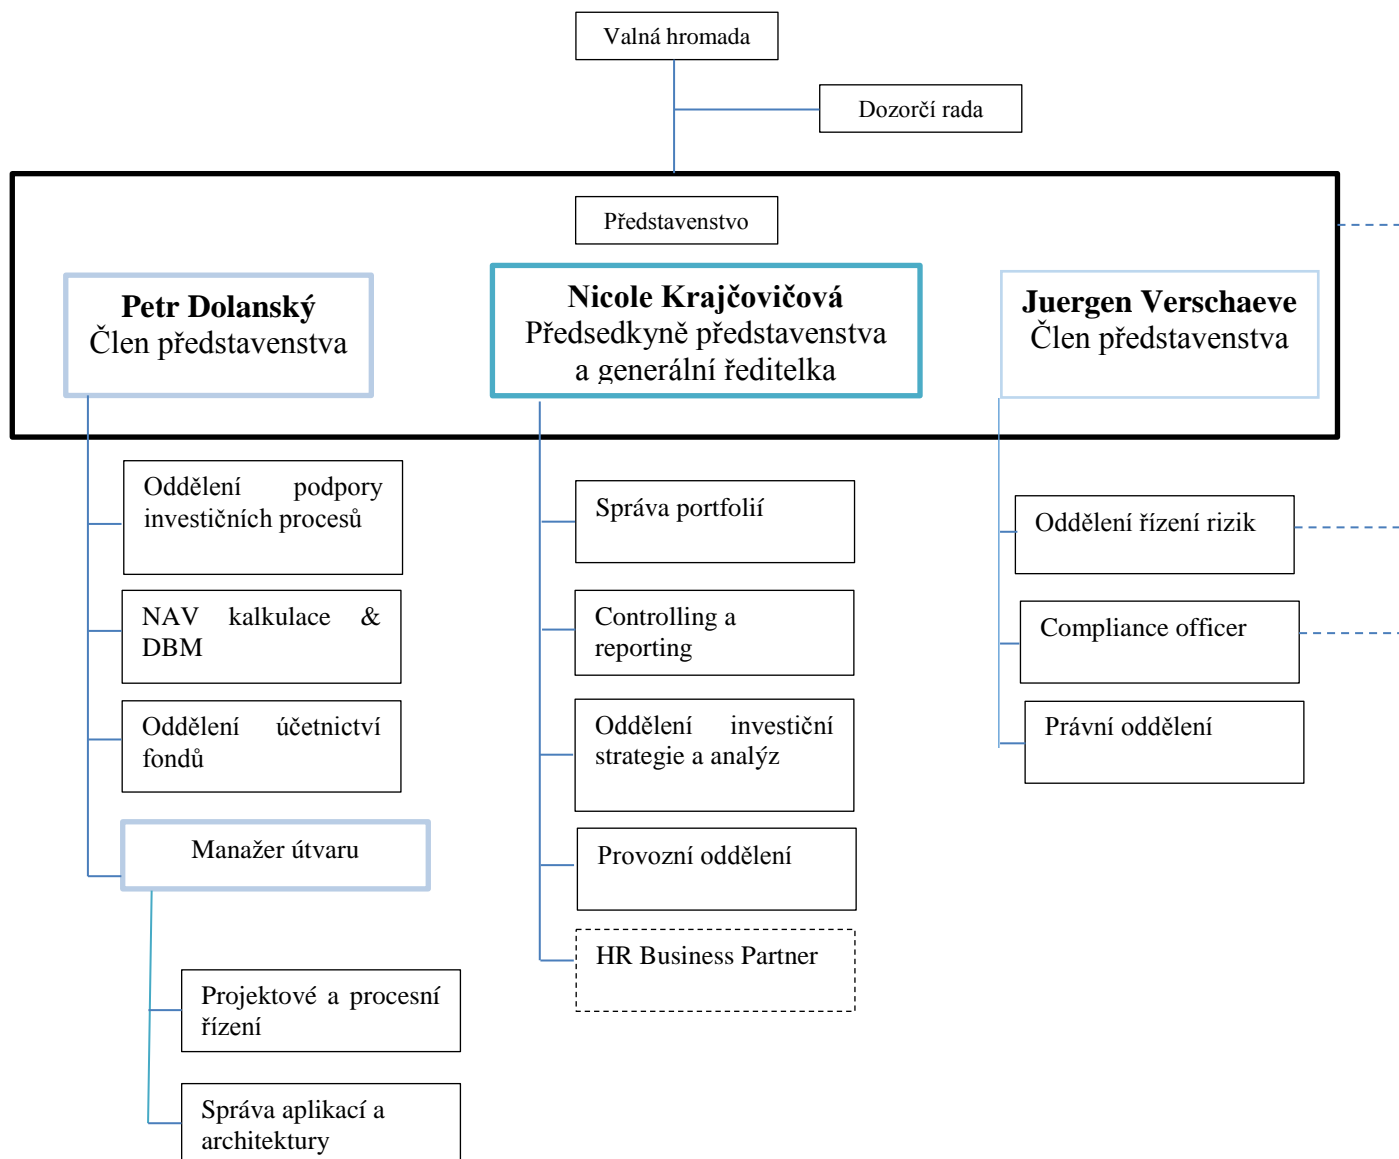 Valná hromada
Dozorčí rada
Představenstvo
Petr Dolanský
Člen představenstva
Nicole Krajčovičová
Předsedkyně představenstva
a generální ředitelka
Juergen Verschaeve
Člen představenstva
Oddělení podpory
investičních procesů
NAV kalkulace &
DBM
Oddělení účetnictví
fondů
Manažer útvaru
Projektové a procesní
řízení
Správa aplikací a
architektury
Správa portfolií
Controlling a
reporting
Oddělení investiční
strategie a analýz
Provozní oddělení
HR Business Partner
Oddělení řízení rizik
Compliance officer
Právní oddělení